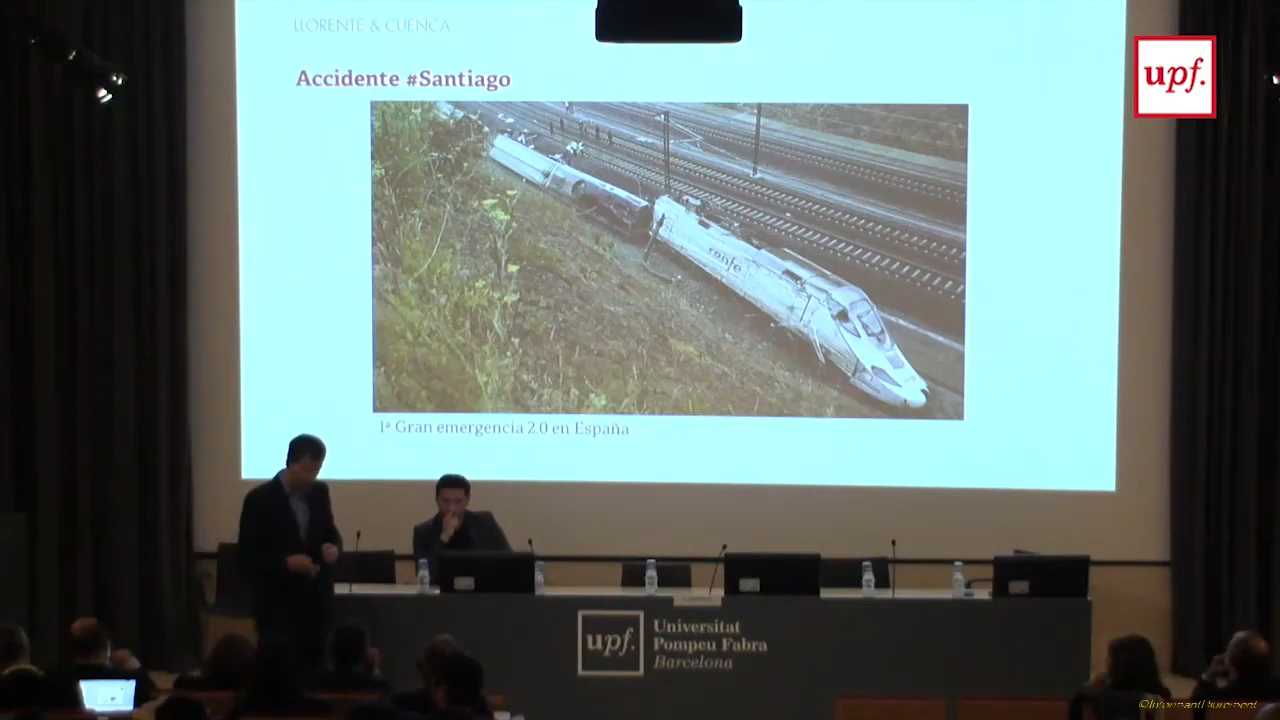 LLORENTE & CUENCA
Accidente #Santiago
renfe
1ª Gran emergencia 2.0 en España
upf.
upf.
Universitat
Pompeu Fabra
Barcelona